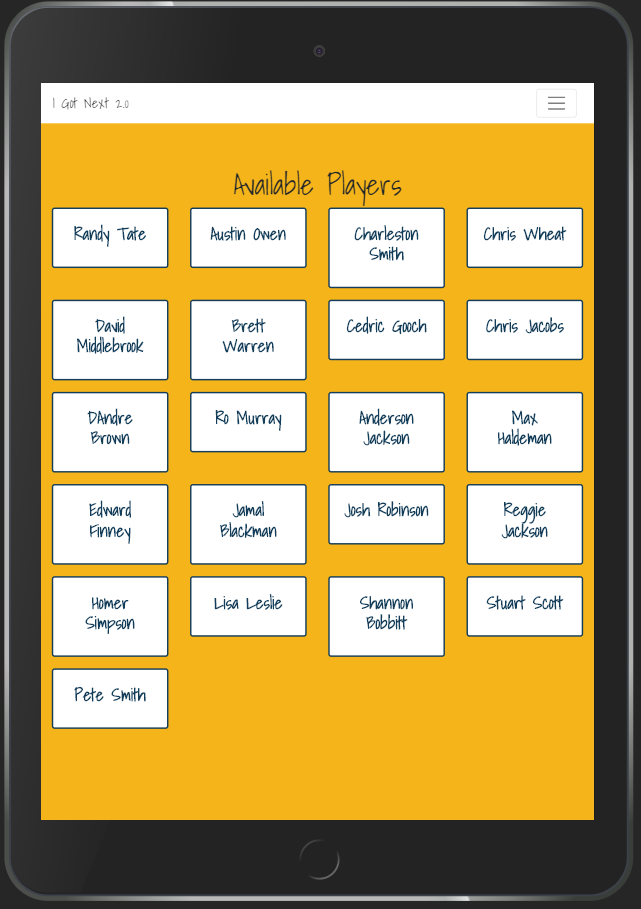 I Got Next 2.0
Available Players
Randy Tate
Austin Owen
Charleston
Smith
Chris Wheat
David
Middlebrook
Brett
Warren
Cedric Gooch
Chris Jacobs
DAndre
Brown
Ro Murray
Anderson
Jackson
Max
Haldeman
Edward
Finney
Jamal
Blackman
Josh Robinson
Reggie
Jackson
Homer
Simpson
Lisa Leslie
Shannon
Bobbitt
Stuart Scott
Pete Smith